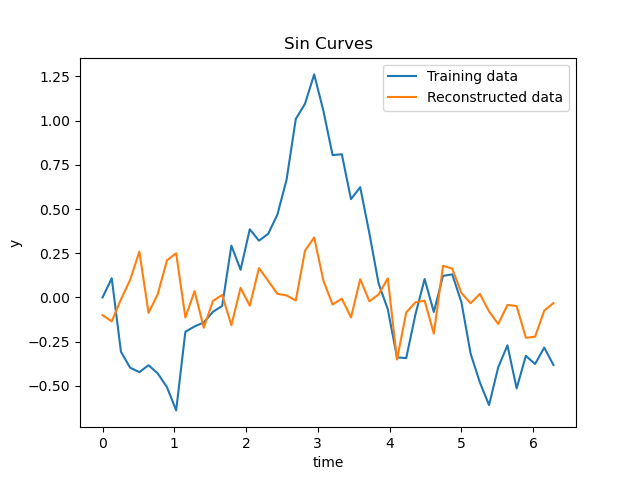 Sin Curves
Training data
Reconstructed data
y
1.25
1.00
0.75
0.50
0.25
0.00
−0.25
−0.50
0 1 2 3 4 5 6
time